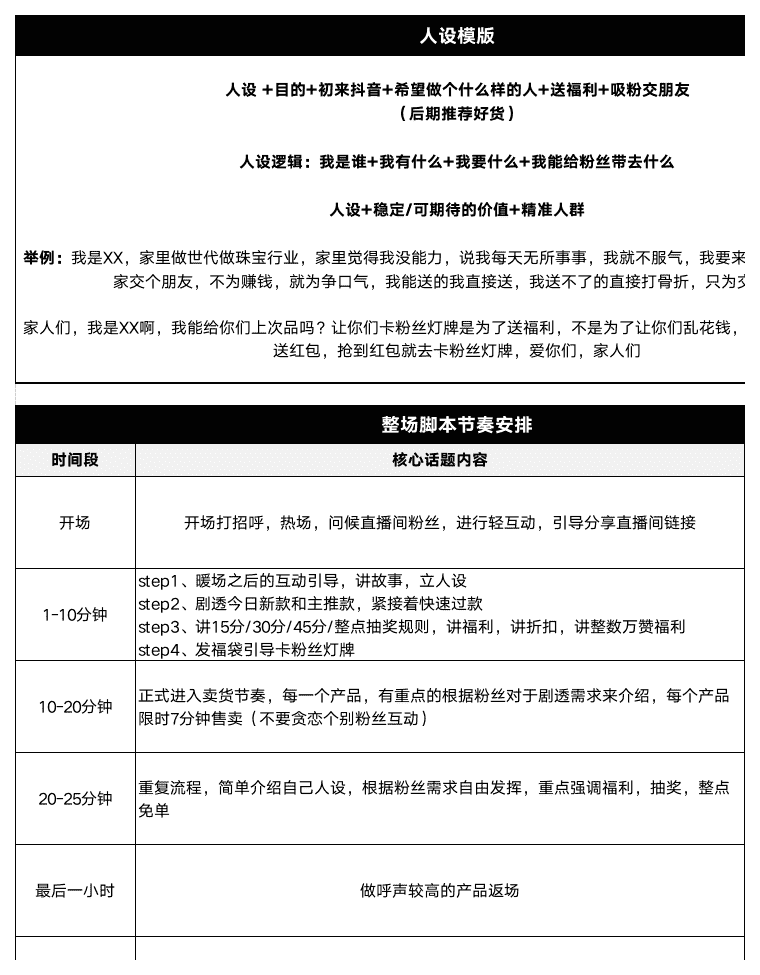 人设模版
人设 +目的+初来抖音+希望做个什么样的人+送福利+吸粉交朋友
（后期推荐好货）
人设逻辑：我是谁+我有什么+我要什么+我能给粉丝带去什么
人设+稳定/可期待的价值+精准人群
举例：我是XX，家里做世代做珠宝行业，家里觉得我没能力，说我每天无所事事，我就不服气，我要来
家交个朋友，不为赚钱，就为争口气，我能送的我直接送，我送不了的直接打骨折，只为交
家人们，我是XX啊，我能给你们上次品吗？让你们卡粉丝灯牌是为了送福利，不是为了让你们乱花钱，
送红包，抢到红包就去卡粉丝灯牌，爱你们，家人们
整场脚本节奏安排
时间段 核心话题内容
开场 开场打招呼，热场，问候直播间粉丝，进行轻互动，引导分享直播间链接
step1、暖场之后的互动引导，讲故事，立人设
step2、剧透今日新款和主推款，紧接着快速过款
1-10分钟
step3、讲15分/30分/45分/整点抽奖规则，讲福利，讲折扣，讲整数万赞福利
step4、发福袋引导卡粉丝灯牌
10-20分钟
正式进入卖货节奏，每一个产品，有重点的根据粉丝对于剧透需求来介绍，每个产品
限时7分钟售卖（不要贪恋个别粉丝互动）
20-25分钟
重复流程，简单介绍自己人设，根据粉丝需求自由发挥，重点强调福利，抽奖，整点
免单
最后一小时 做呼声较高的产品返场